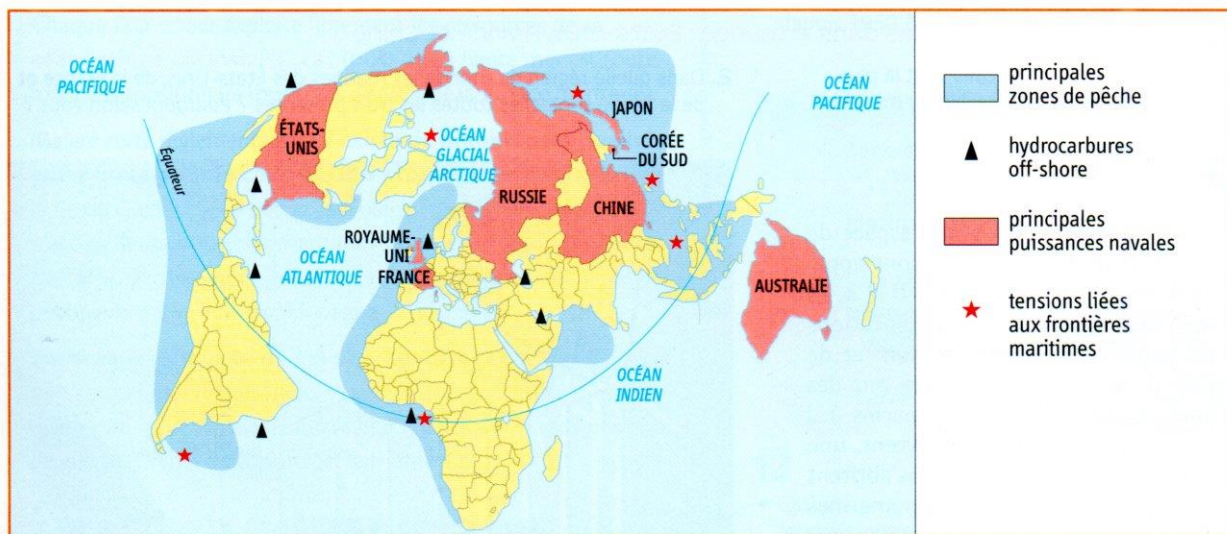 OCÉAN
PACIFIQUE
OCÉAN
PACIFIQUE
JAPON
ÉTATS-
UNIS
OCÉAN
GLACIAL
ARCTIQUE
CORÉE
DU SUD
Équateur
RUSSIE
CHINE
ROYAUME-
UNI
FRANCE
OCÉAN
ATLANTIQUE
AUSTRALIE
OCÉAN
INDIEN
principales
zones de pêche
hydrocarbures
off-shore
principales
puissances navales
tensions liées
aux frontières
maritimes